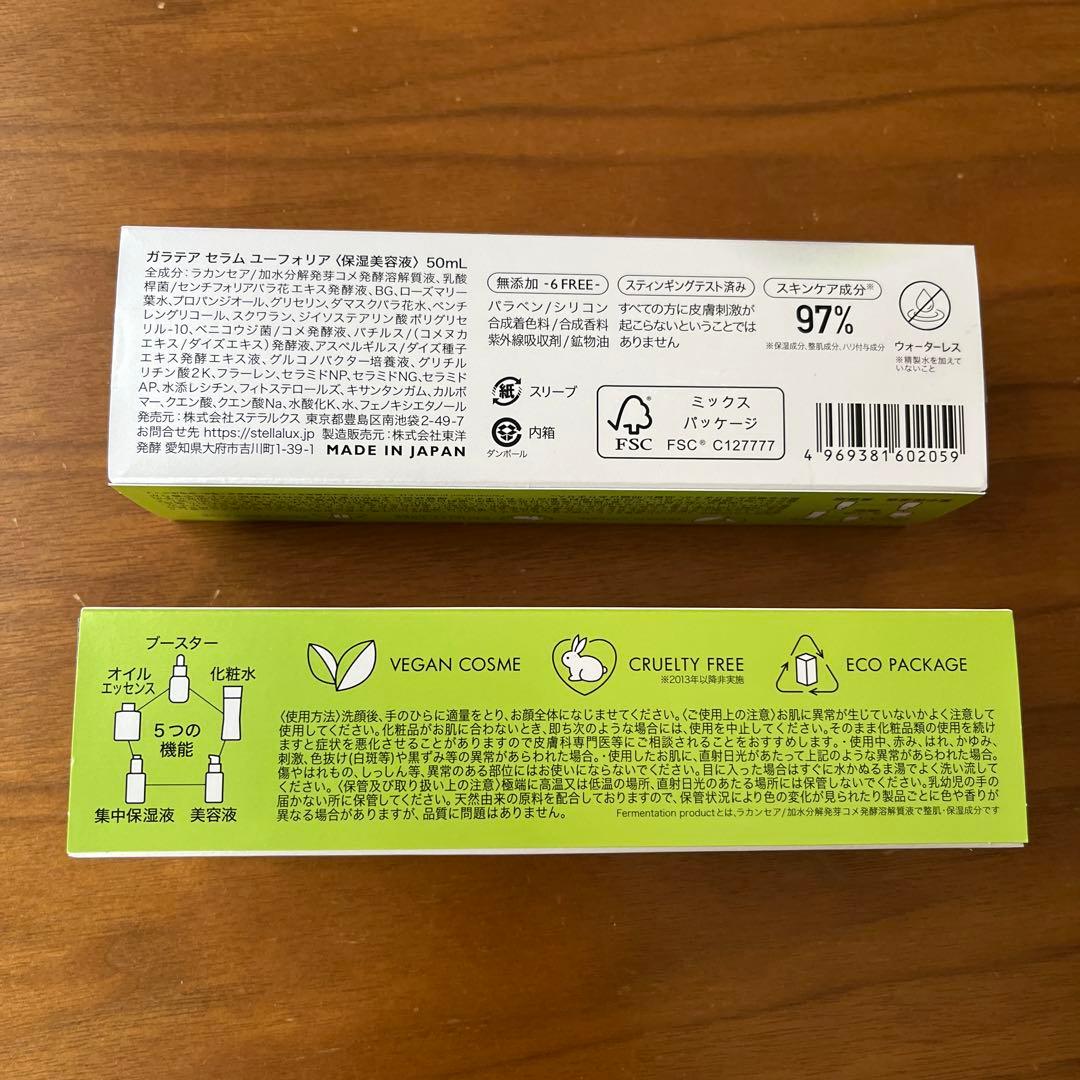 ガラテア セラム ユーフォリア〈保湿美容液〉50mL
全成分：ラカンセア/加水分解発芽コメ発酵溶解質液、乳酸
桿菌/センチフォリアバラ花エキス発酵液、BG、ローズマリー
葉水、プロパンジオール、グリセリン、ダマスクバラ花水、ペンチ
レングリコール、スクワラン、ジイソステアリン酸ポリグリセ
リル-10、ベニコウジ菌/コメ発酵液、バチルス/(コメヌカ
エキス/ダイズエキス)発酵液、アスペルギルス/ダイズ種子
エキス発酵エキス液、グルコノバクター培養液、グリチル
リチン酸2K、フラーレン、セラミドNP、セラミドNG、セラミド
AP、水添レシチン、フィトステロールズ、キサンタンガム、カルボ
マー、クエン酸、クエン酸Na、水酸化K、水、フェノキシエタノール
発売元：株式会社ステラルクス 東京都豊島区南池袋2-49-7
お問合せ先 https://stellalux.jp 製造販売元：株式会社東洋
発酵 愛知県大府市吉川町1-39-1 MADE IN JAPAN
無添加 -6 FREE-
パラベン/シリコン
合成着色料/合成香料
紫外線吸収剤/鉱物油
スティンギングテスト済み
すべての方に皮膚刺激が
起こらないということでは
ありません
スキンケア成分※
97%
※保湿成分、整肌成分、ハリ付与成分
ウォーターレス
※精製水を加えて
いないこと
紙 スリーブ
内箱
ダンボール
FSC
ミックス
パッケージ
FSC® C127777
4 969381 602059
ブースター
オイル
エッセンス
化粧水
5つの
機能
集中保湿液
美容液
VEGAN COSME
CRUELTY FREE
※2013年以降非実施
ECO PACKAGE
〈使用方法〉洗顔後、手のひらに適量をとり、お顔全体になじませてください。〈ご使用上の注意〉お肌に異常が生じていないかよく注意して
使用してください。化粧品がお肌に合わないとき、即ち次のような場合には、使用を中止してください。そのまま化粧品類の使用を続け
ますと症状を悪化させることがありますので皮膚科専門医等にご相談されることをおすすめします。・使用中、赤み、はれ、かゆみ、
刺激、色抜け(白斑等)や黒ずみ等の異常があらわれた場合。・使用したお肌に、直射日光があたって上記のような異常があらわれた場合。
傷やはれもの、しっしん等、異常のある部位にはお使いにならないでください。目に入った場合はすぐに水かぬるま湯でよく洗い流して
ください。〈保管及び取り扱い上の注意〉極端に高温又は低温の場所、直射日光のあたる場所には保管しないでください。乳幼児の手の
届かない所に保管してください。天然由来の原料を配合しておりますので、保管状況により色の変化が見られたり製品ごとに色や香りが
異なる場合がありますが、品質に問題はありません。
Fermentation productとは、ラカンセア/加水分解発芽コメ発酵溶解質液で整肌・保湿成分です